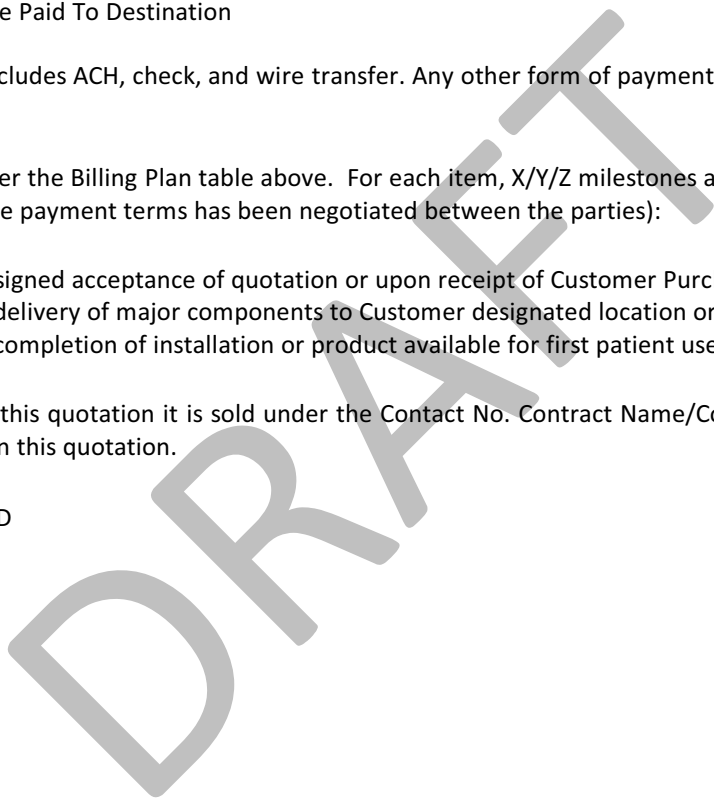 e Paid To Destination
cludes ACH, check, and wire transfer. Any other form of payment
er the Billing Plan table above.  For each item, X/Y/Z milestones a
e payment terms has been negotiated between the parties):
signed acceptance of quotation or upon receipt of Customer Purc
delivery of major components to Customer designated location or
completion of installation or product available for first patient use
this quotation it is sold under the Contact No. Contract Name/Co
n this quotation.
D
DRAFT